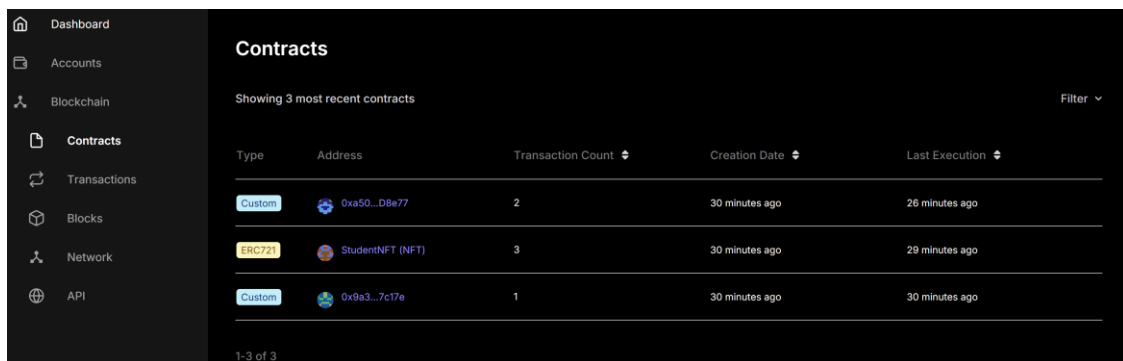 Dashboard
Accounts
Blockchain
Contracts
Transactions
Blocks
Network
API
Contracts
Showing 3 most recent contracts
Filter
Type Address Transaction Count Creation Date Last Execution
Custom 0xa50...D8e77 2 30 minutes ago 26 minutes ago
ERC721 StudentNFT (NFT) 3 30 minutes ago 29 minutes ago
Custom 0x9a3...7c17e 1 30 minutes ago 30 minutes ago
1-3 of 3